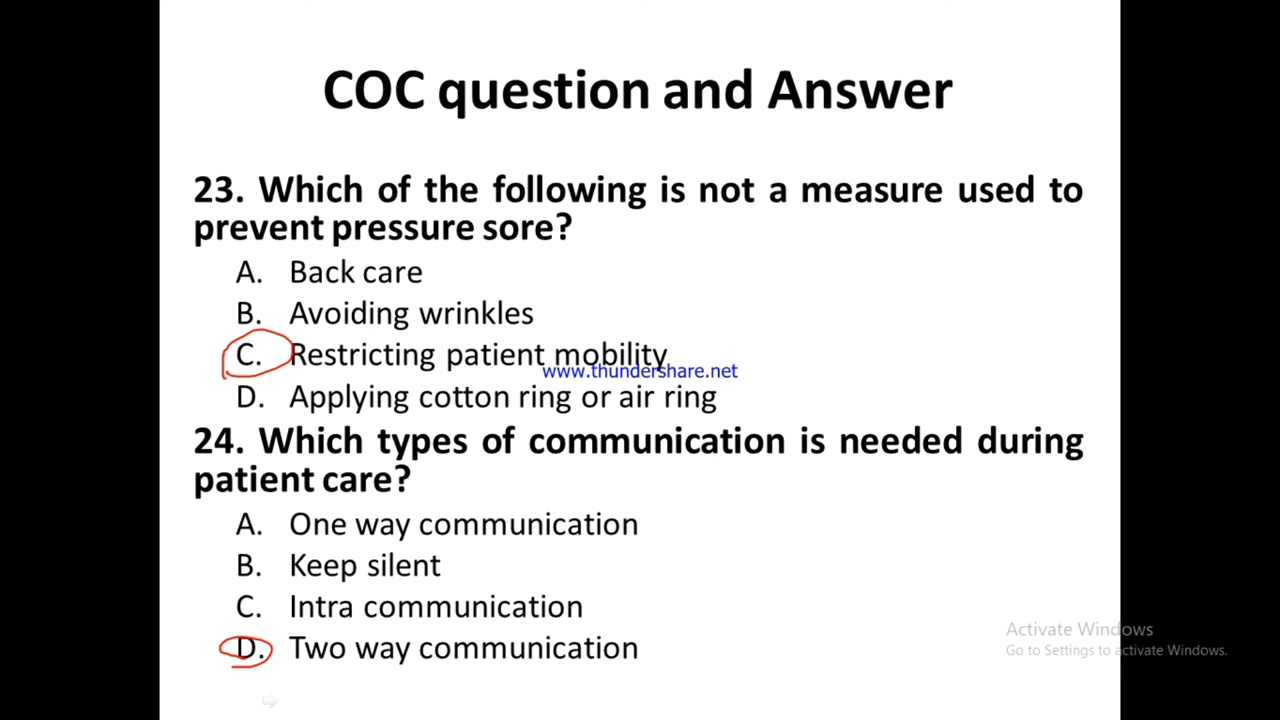 COC question and Answer
23. Which of the following is not a measure used to
prevent pressure sore?
A. Back care
B. Avoiding wrinkles
C. Restricting patient mobility
www.thundershare.net
D. Applying cotton ring or air ring
24. Which types of communication is needed during
patient care?
A. One way communication
B. Keep silent
C. Intra communication
D. Two way communication
Activate Windows
Go to Settings to activate Windows.